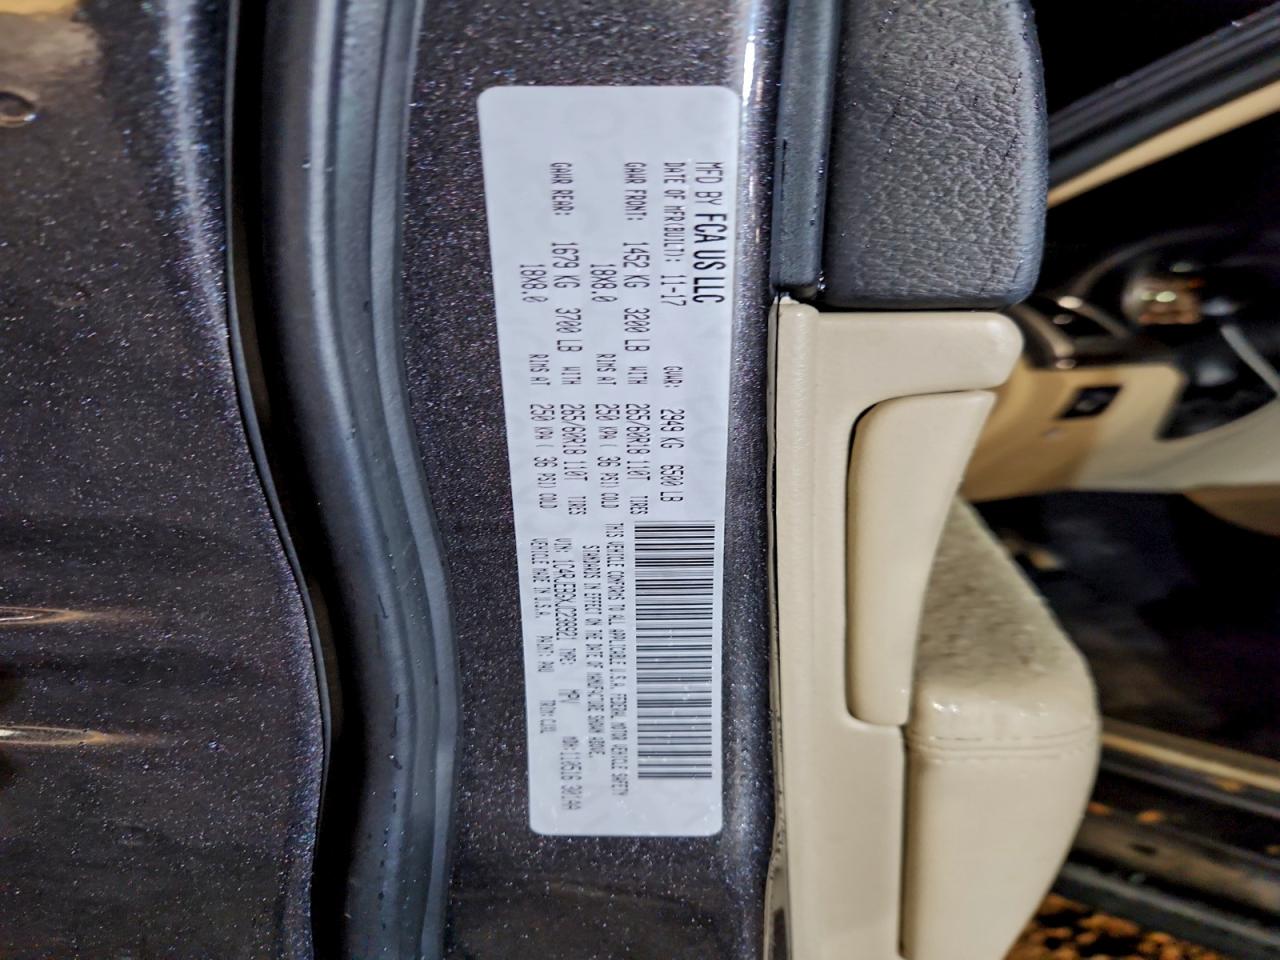 MFD BY FCA US LLC
DATE OF MFR(BUILT): 11-17 GVWR: 2949 KG 6500 LB
GAWR FRONT: 1452 KG 3200 LB WITH 265/60R18 110T TIRES
18X8.0 RIMS AT 250 KPA ( 36 PSI COLD
GAWR REAR: 1679 KG 3700 LB WITH 265/60R18 110T TIRES
18X8.0 RIMS AT 250 KPA ( 36 PSI COLD
THIS VEHICLE CONFORMS TO ALL APPLICABLE U.S.A. FEDERAL MOTOR VEHICLE SAFETY
STANDARDS IN EFFECT ON THE DATE OF MANUFACTURE SHOWN ABOVE.
VIN: TYPE: MPV
VEHICLE MADE IN U.S.A. PAINT: PAU TRIM: